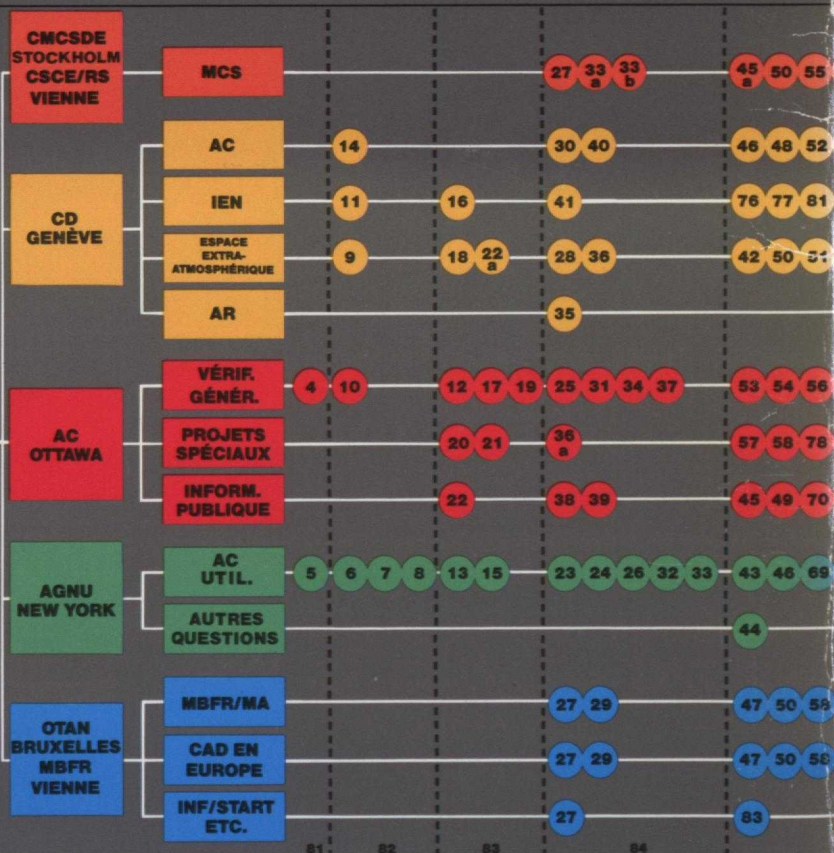 CMCSDE
STOCKHOLM
CSCE/RS
VIENNE
MCS
27 33 a 33 b 45 a 50 55
CD
GENÈVE
AC
14 30 40 46 48 52
IEN
11 16 41 76 77 81
ESPACE
EXTRA-
ATMOSPHÉRIQUE
9 18 22 a 28 36 42 50
AR
35
AC
OTTAWA
VÉRIF.
GÉNÉR.
4 10 12 17 19 25 31 34 37 53 54 56
PROJETS
SPÉCIAUX
20 21 36 a 57 58 78
INFORM.
PUBLIQUE
22 38 39 45 49 70
AGNU
NEW YORK
AC
UTIL.
5 6 7 8 13 15 23 24 26 32 33 43 46 69
AUTRES
QUESTIONS
44
OTAN
BRUXELLES
MBFR
VIENNE
MBFR/MA
27 29 47 50 58
CAD EN
EUROPE
27 29 47 50 58
INF/START
ETC.
27 83
81 82 83 84